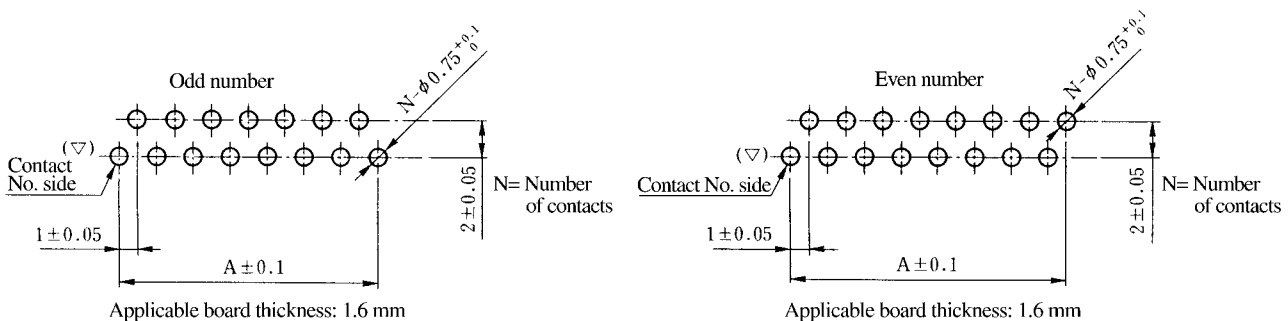 Odd number
N-ϕ0.75 +0.1 0
(▽)
Contact
No. side
2±0.05
N= Number
of contacts
1±0.05
A±0.1
Applicable board thickness: 1.6 mm
Even number
N-ϕ0.75 +0.1 0
(▽)
Contact No. side
2±0.05
N= Number
of contacts
1±0.05
A±0.1
Applicable board thickness: 1.6 mm